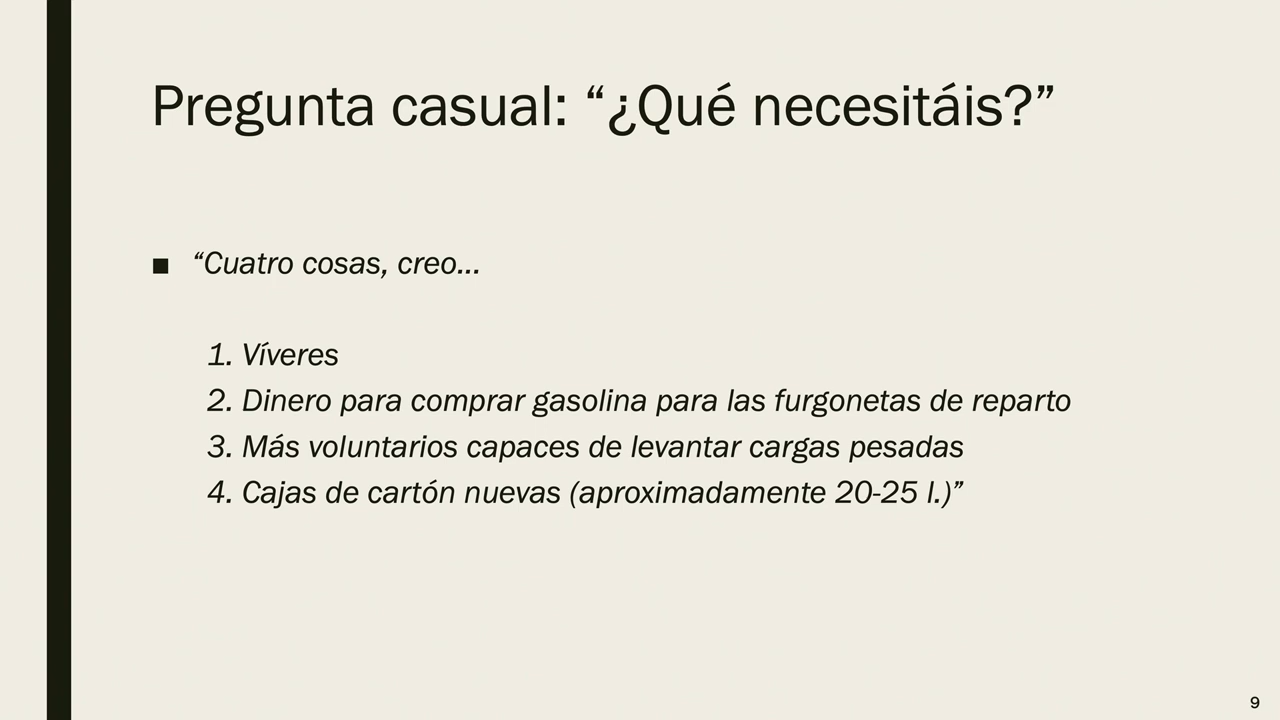 Pregunta casual: “¿Qué necesitáis?”
■ “Cuatro cosas, creo...
1. Víveres
2. Dinero para comprar gasolina para las furgonetas de reparto
3. Más voluntarios capaces de levantar cargas pesadas
4. Cajas de cartón nuevas (aproximadamente 20-25 l.)”
9